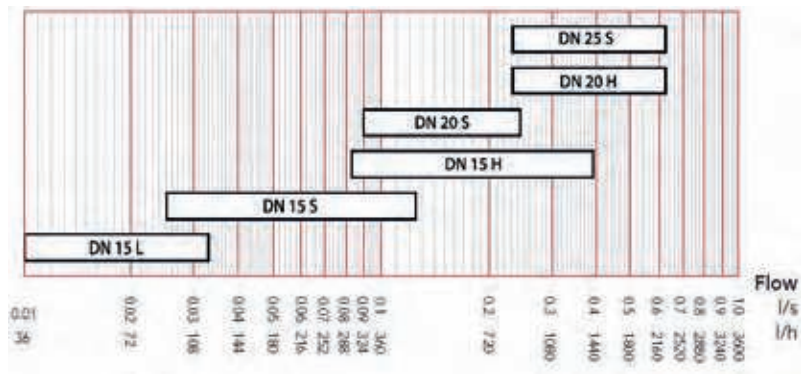 DN 25 S
DN 20 H
DN 20 S
DN 15 H
DN 15 S
DN 15 L
Flow
0.01 0.02 0.03 0.04 0.05 0.06 0.07 0.08 0.09 0.1 0.2 0.3 0.4 0.5 0.6 0.7 0.8 0.9 1.0 l/s
36 72 108 144 180 216 252 288 324 360 720 1080 1440 1800 2160 2520 2860 3240 3600 l/h